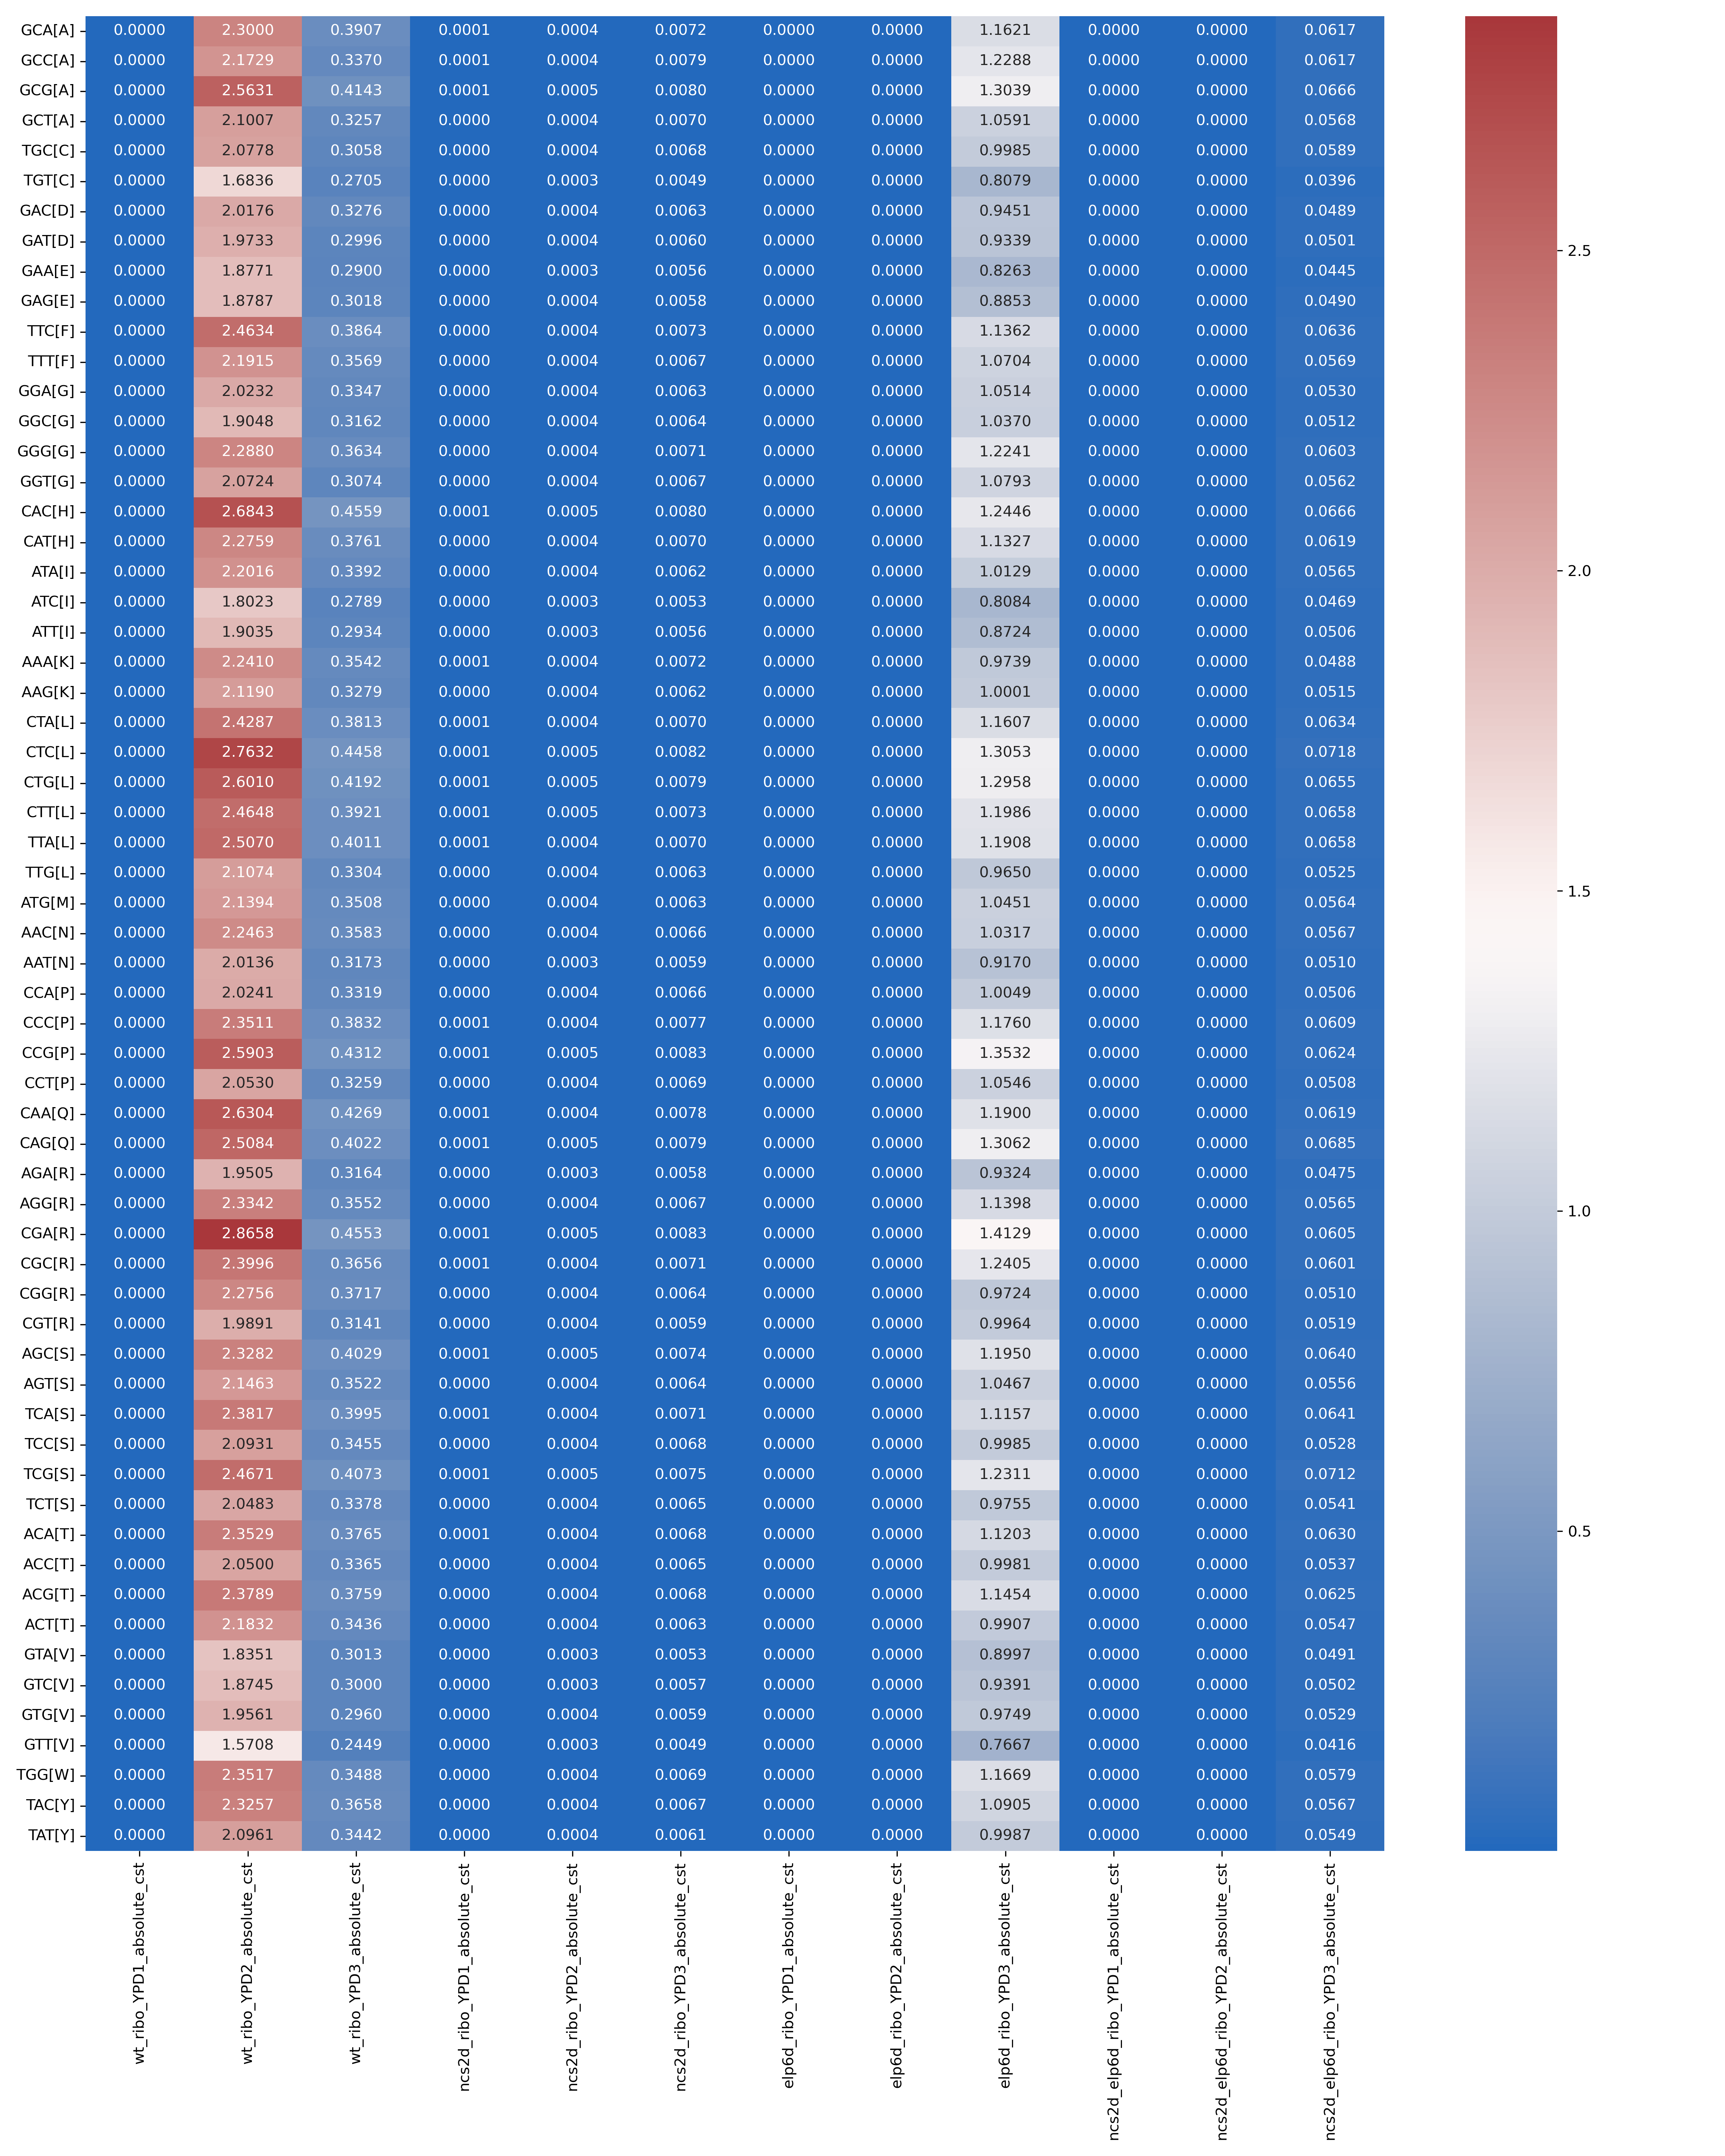 GCA[A] 0.0000 2.3000 0.3907 0.0001 0.0004 0.0072 0.0000 0.0000 1.1621 0.0000 0.0000 0.0617
GCC[A] 0.0000 2.1729 0.3370 0.0001 0.0004 0.0079 0.0000 0.0000 1.2288 0.0000 0.0000 0.0617
GCG[A] 0.0000 2.5631 0.4143 0.0001 0.0005 0.0080 0.0000 0.0000 1.3039 0.0000 0.0000 0.0666
GCT[A] 0.0000 2.1007 0.3257 0.0000 0.0004 0.0070 0.0000 0.0000 1.0591 0.0000 0.0000 0.0568
TGC[C] 0.0000 2.0778 0.3058 0.0000 0.0004 0.0068 0.0000 0.0000 0.9985 0.0000 0.0000 0.0589
TGT[C] 0.0000 1.6836 0.2705 0.0000 0.0003 0.0049 0.0000 0.0000 0.8079 0.0000 0.0000 0.0396
GAC[D] 0.0000 2.0176 0.3276 0.0000 0.0004 0.0063 0.0000 0.0000 0.9451 0.0000 0.0000 0.0489
GAT[D] 0.0000 1.9733 0.2996 0.0000 0.0004 0.0060 0.0000 0.0000 0.9339 0.0000 0.0000 0.0501
GAA[E] 0.0000 1.8771 0.2900 0.0000 0.0003 0.0056 0.0000 0.0000 0.8263 0.0000 0.0000 0.0445
GAG[E] 0.0000 1.8787 0.3018 0.0000 0.0004 0.0058 0.0000 0.0000 0.8853 0.0000 0.0000 0.0490
TTC[F] 0.0000 2.4634 0.3864 0.0000 0.0004 0.0073 0.0000 0.0000 1.1362 0.0000 0.0000 0.0636
TTT[F] 0.0000 2.1915 0.3569 0.0000 0.0004 0.0067 0.0000 0.0000 1.0704 0.0000 0.0000 0.0569
GGA[G] 0.0000 2.0232 0.3347 0.0000 0.0004 0.0063 0.0000 0.0000 1.0514 0.0000 0.0000 0.0530
GGC[G] 0.0000 1.9048 0.3162 0.0000 0.0004 0.0064 0.0000 0.0000 1.0370 0.0000 0.0000 0.0512
GGG[G] 0.0000 2.2880 0.3634 0.0000 0.0004 0.0071 0.0000 0.0000 1.2241 0.0000 0.0000 0.0603
GGT[G] 0.0000 2.0724 0.3074 0.0000 0.0004 0.0067 0.0000 0.0000 1.0793 0.0000 0.0000 0.0562
CAC[H] 0.0000 2.6843 0.4559 0.0001 0.0005 0.0080 0.0000 0.0000 1.2446 0.0000 0.0000 0.0666
CAT[H] 0.0000 2.2759 0.3761 0.0000 0.0004 0.0070 0.0000 0.0000 1.1327 0.0000 0.0000 0.0619
ATA[I] 0.0000 2.2016 0.3392 0.0000 0.0004 0.0062 0.0000 0.0000 1.0129 0.0000 0.0000 0.0565
ATC[I] 0.0000 1.8023 0.2789 0.0000 0.0003 0.0053 0.0000 0.0000 0.8084 0.0000 0.0000 0.0469
ATT[I] 0.0000 1.9035 0.2934 0.0000 0.0003 0.0056 0.0000 0.0000 0.8724 0.0000 0.0000 0.0506
AAA[K] 0.0000 2.2410 0.3542 0.0001 0.0004 0.0072 0.0000 0.0000 0.9739 0.0000 0.0000 0.0488
AAG[K] 0.0000 2.1190 0.3279 0.0000 0.0004 0.0062 0.0000 0.0000 1.0001 0.0000 0.0000 0.0515
CTA[L] 0.0000 2.4287 0.3813 0.0001 0.0004 0.0070 0.0000 0.0000 1.1607 0.0000 0.0000 0.0634
CTC[L] 0.0000 2.7632 0.4458 0.0001 0.0005 0.0082 0.0000 0.0000 1.3053 0.0000 0.0000 0.0718
CTG[L] 0.0000 2.6010 0.4192 0.0001 0.0005 0.0079 0.0000 0.0000 1.2958 0.0000 0.0000 0.0655
CTT[L] 0.0000 2.4648 0.3921 0.0001 0.0005 0.0073 0.0000 0.0000 1.1986 0.0000 0.0000 0.0658
TTA[L] 0.0000 2.5070 0.4011 0.0001 0.0004 0.0070 0.0000 0.0000 1.1908 0.0000 0.0000 0.0658
TTG[L] 0.0000 2.1074 0.3304 0.0000 0.0004 0.0063 0.0000 0.0000 0.9650 0.0000 0.0000 0.0525
ATG[M] 0.0000 2.1394 0.3508 0.0000 0.0004 0.0063 0.0000 0.0000 1.0451 0.0000 0.0000 0.0564
AAC[N] 0.0000 2.2463 0.3583 0.0000 0.0004 0.0066 0.0000 0.0000 1.0317 0.0000 0.0000 0.0567
AAT[N] 0.0000 2.0136 0.3173 0.0000 0.0003 0.0059 0.0000 0.0000 0.9170 0.0000 0.0000 0.0510
CCA[P] 0.0000 2.0241 0.3319 0.0000 0.0004 0.0066 0.0000 0.0000 1.0049 0.0000 0.0000 0.0506
CCC[P] 0.0000 2.3511 0.3832 0.0001 0.0004 0.0077 0.0000 0.0000 1.1760 0.0000 0.0000 0.0609
CCG[P] 0.0000 2.5903 0.4312 0.0001 0.0005 0.0083 0.0000 0.0000 1.3532 0.0000 0.0000 0.0624
CCT[P] 0.0000 2.0530 0.3259 0.0000 0.0004 0.0069 0.0000 0.0000 1.0546 0.0000 0.0000 0.0508
CAA[Q] 0.0000 2.6304 0.4269 0.0001 0.0004 0.0078 0.0000 0.0000 1.1900 0.0000 0.0000 0.0619
CAG[Q] 0.0000 2.5084 0.4022 0.0001 0.0005 0.0079 0.0000 0.0000 1.3062 0.0000 0.0000 0.0685
AGA[R] 0.0000 1.9505 0.3164 0.0000 0.0003 0.0058 0.0000 0.0000 0.9324 0.0000 0.0000 0.0475
AGG[R] 0.0000 2.3342 0.3552 0.0000 0.0004 0.0067 0.0000 0.0000 1.1398 0.0000 0.0000 0.0565
CGA[R] 0.0000 2.8658 0.4553 0.0001 0.0005 0.0083 0.0000 0.0000 1.4129 0.0000 0.0000 0.0605
CGC[R] 0.0000 2.3996 0.3656 0.0001 0.0004 0.0071 0.0000 0.0000 1.2405 0.0000 0.0000 0.0601
CGG[R] 0.0000 2.2756 0.3717 0.0000 0.0004 0.0064 0.0000 0.0000 0.9724 0.0000 0.0000 0.0510
CGT[R] 0.0000 1.9891 0.3141 0.0000 0.0004 0.0059 0.0000 0.0000 0.9964 0.0000 0.0000 0.0519
AGC[S] 0.0000 2.3282 0.4029 0.0001 0.0005 0.0074 0.0000 0.0000 1.1950 0.0000 0.0000 0.0640
AGT[S] 0.0000 2.1463 0.3522 0.0000 0.0004 0.0064 0.0000 0.0000 1.0467 0.0000 0.0000 0.0556
TCA[S] 0.0000 2.3817 0.3995 0.0001 0.0004 0.0071 0.0000 0.0000 1.1157 0.0000 0.0000 0.0641
TCC[S] 0.0000 2.0931 0.3455 0.0000 0.0004 0.0068 0.0000 0.0000 0.9985 0.0000 0.0000 0.0528
TCG[S] 0.0000 2.4671 0.4073 0.0001 0.0005 0.0075 0.0000 0.0000 1.2311 0.0000 0.0000 0.0712
TCT[S] 0.0000 2.0483 0.3378 0.0000 0.0004 0.0065 0.0000 0.0000 0.9755 0.0000 0.0000 0.0541
ACA[T] 0.0000 2.3529 0.3765 0.0001 0.0004 0.0068 0.0000 0.0000 1.1203 0.0000 0.0000 0.0630
ACC[T] 0.0000 2.0500 0.3365 0.0000 0.0004 0.0065 0.0000 0.0000 0.9981 0.0000 0.0000 0.0537
ACG[T] 0.0000 2.3789 0.3759 0.0000 0.0004 0.0068 0.0000 0.0000 1.1454 0.0000 0.0000 0.0625
ACT[T] 0.0000 2.1832 0.3436 0.0000 0.0004 0.0063 0.0000 0.0000 0.9907 0.0000 0.0000 0.0547
GTA[V] 0.0000 1.8351 0.3013 0.0000 0.0003 0.0053 0.0000 0.0000 0.8997 0.0000 0.0000 0.0491
GTC[V] 0.0000 1.8745 0.3000 0.0000 0.0003 0.0057 0.0000 0.0000 0.9391 0.0000 0.0000 0.0502
GTG[V] 0.0000 1.9561 0.2960 0.0000 0.0004 0.0059 0.0000 0.0000 0.9749 0.0000 0.0000 0.0529
GTT[V] 0.0000 1.5708 0.2449 0.0000 0.0003 0.0049 0.0000 0.0000 0.7667 0.0000 0.0000 0.0416
TGG[W] 0.0000 2.3517 0.3488 0.0000 0.0004 0.0069 0.0000 0.0000 1.1669 0.0000 0.0000 0.0579
TAC[Y] 0.0000 2.3257 0.3658 0.0000 0.0004 0.0067 0.0000 0.0000 1.0905 0.0000 0.0000 0.0567
TAT[Y] 0.0000 2.0961 0.3442 0.0000 0.0004 0.0061 0.0000 0.0000 0.9987 0.0000 0.0000 0.0549
wt_ribo_YPD1_absolute_cst
wt_ribo_YPD2_absolute_cst
wt_ribo_YPD3_absolute_cst
ncs2d_ribo_YPD1_absolute_cst
ncs2d_ribo_YPD2_absolute_cst
ncs2d_ribo_YPD3_absolute_cst
elp6d_ribo_YPD1_absolute_cst
elp6d_ribo_YPD2_absolute_cst
elp6d_ribo_YPD3_absolute_cst
ncs2d_elp6d_ribo_YPD1_absolute_cst
ncs2d_elp6d_ribo_YPD2_absolute_cst
ncs2d_elp6d_ribo_YPD3_absolute_cst
2.5
2.0
1.5
1.0
0.5